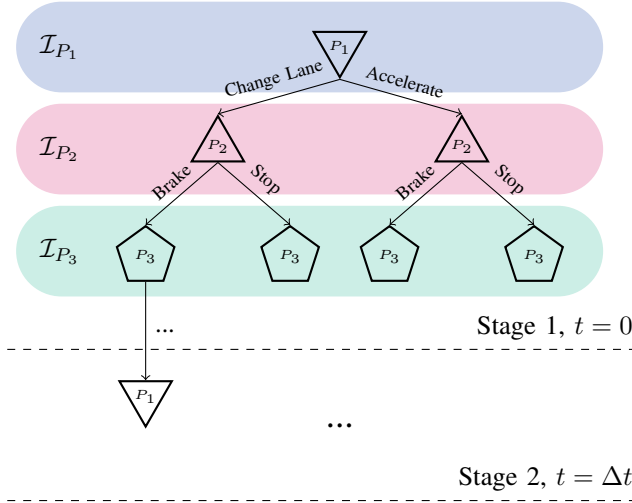 𝓘_{P_1}
P_1
Change Lane Accelerate
𝓘_{P_2}
P_2 P_2
Brake Stop Brake Stop
𝓘_{P_3}
P_3 P_3 P_3 P_3
...
Stage 1, t = 0
P_1
...
Stage 2, t = Δt